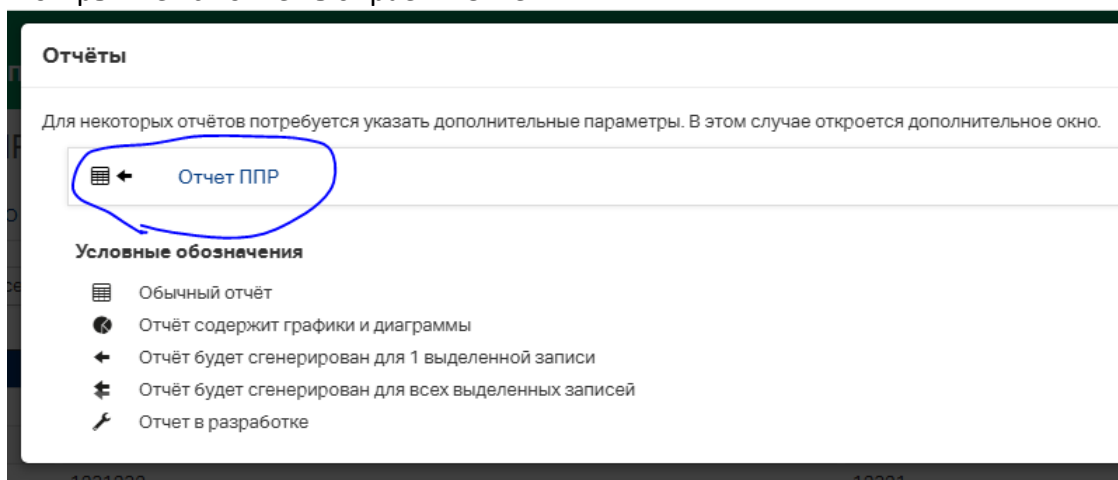 Отчёты
Для некоторых отчётов потребуется указать дополнительные параметры. В этом случае откроется дополнительное окно.
Отчет ППР
Условные обозначения
Обычный отчёт
Отчёт содержит графики и диаграммы
Отчёт будет сгенерирован для 1 выделенной записи
Отчёт будет сгенерирован для всех выделенных записей
Отчет в разработке